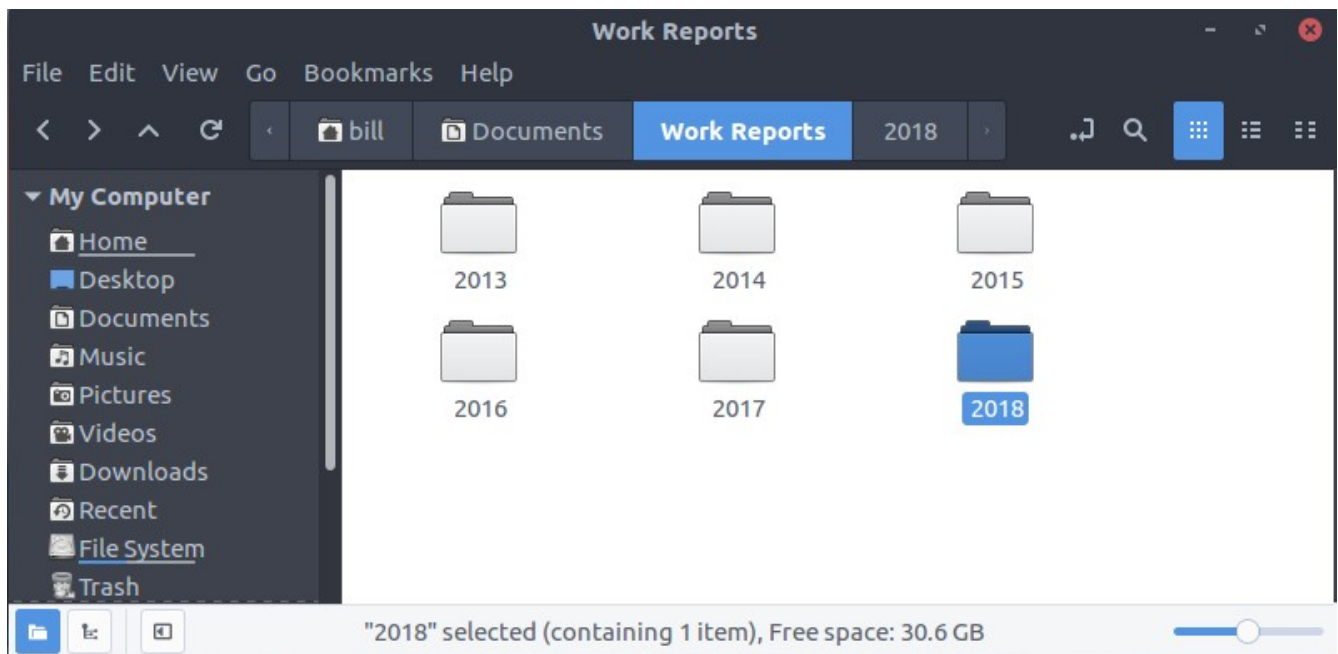 Work Reports
File Edit View Go Bookmarks Help
bill Documents Work Reports 2018
My Computer
Home
Desktop
Documents
Music
Pictures
Videos
Downloads
Recent
File System
Trash
2013 2014 2015
2016 2017 2018
"2018" selected (containing 1 item), Free space: 30.6 GB